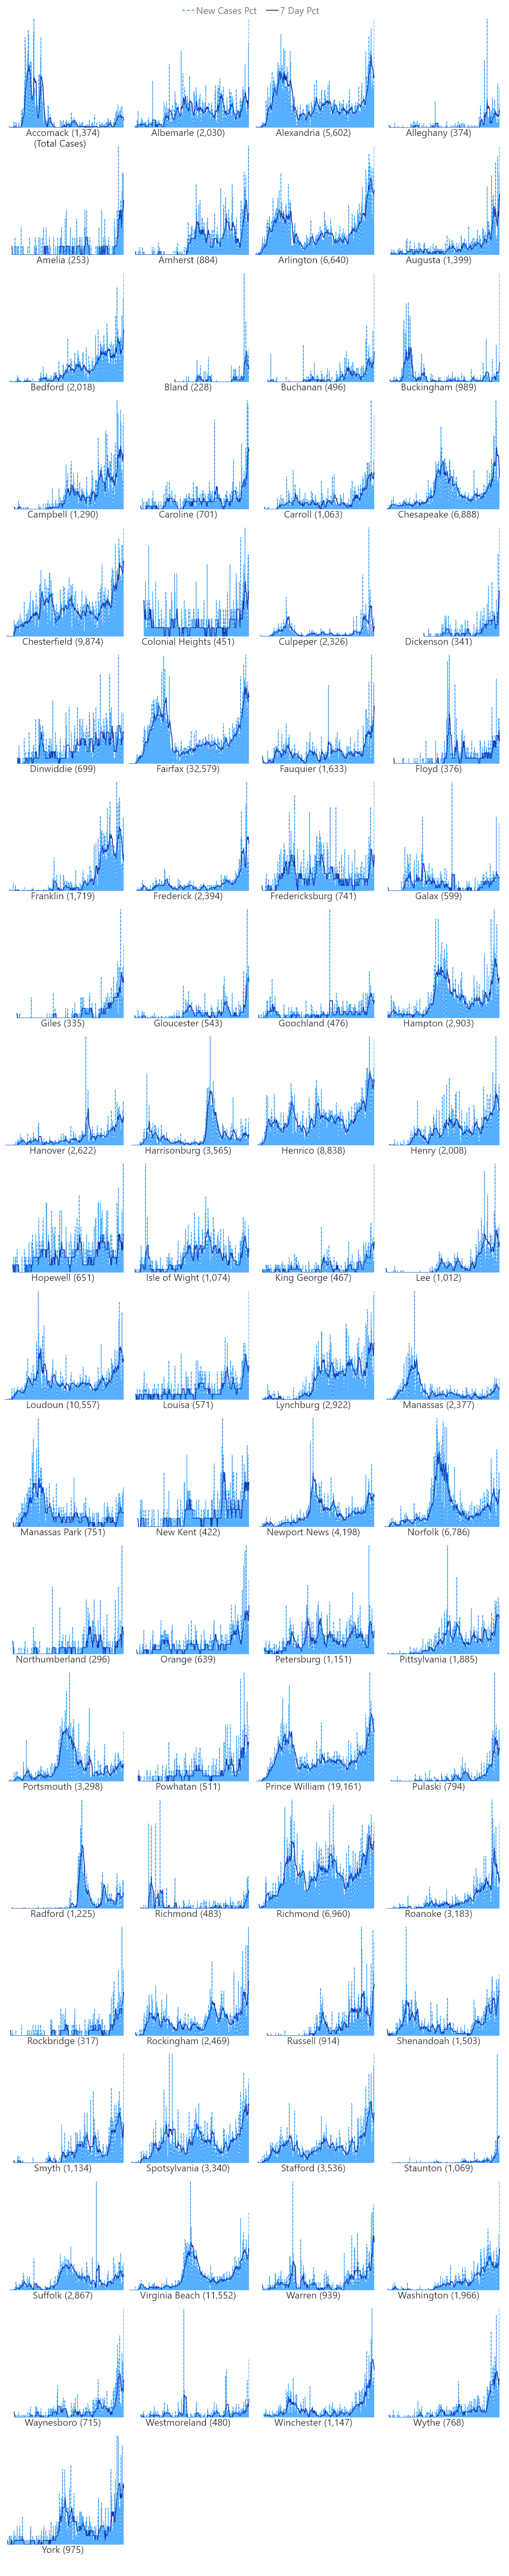 New Cases Pct 7 Day Pct
Accomack (1,374) Albemarle (2,030) Alexandria (5,602) Alleghany (374)
(Total Cases)
Amelia (253) Amherst (884) Arlington (6,640) Augusta (1,399)
Bedford (2,018) Bland (228) Buchanan (496) Buckingham (989)
Campbell (1,290) Caroline (701) Carroll (1,063) Chesapeake (6,888)
Chesterfield (9,874) Colonial Heights (451) Culpeper (2,326) Dickenson (341)
Dinwiddie (699) Fairfax (32,579) Fauquier (1,633) Floyd (376)
Franklin (1,719) Frederick (2,394) Fredericksburg (741) Galax (599)
Giles (335) Gloucester (543) Goochland (476) Hampton (2,903)
Hanover (2,622) Harrisonburg (3,565) Henrico (8,838) Henry (2,008)
Hopewell (651) Isle of Wight (1,074) King George (467) Lee (1,012)
Loudoun (10,557) Louisa (571) Lynchburg (2,922) Manassas (2,377)
Manassas Park (751) New Kent (422) Newport News (4,198) Norfolk (6,786)
Northumberland (296) Orange (639) Petersburg (1,151) Pittsylvania (1,885)
Portsmouth (3,298) Powhatan (511) Prince William (19,161) Pulaski (794)
Radford (1,225) Richmond (483) Richmond (6,960) Roanoke (3,183)
Rockbridge (317) Rockingham (2,469) Russell (914) Shenandoah (1,503)
Smyth (1,134) Spotsylvania (3,340) Stafford (3,536) Staunton (1,069)
Suffolk (2,867) Virginia Beach (11,552) Warren (939) Washington (1,966)
Waynesboro (715) Westmoreland (480) Winchester (1,147) Wythe (768)
York (975)